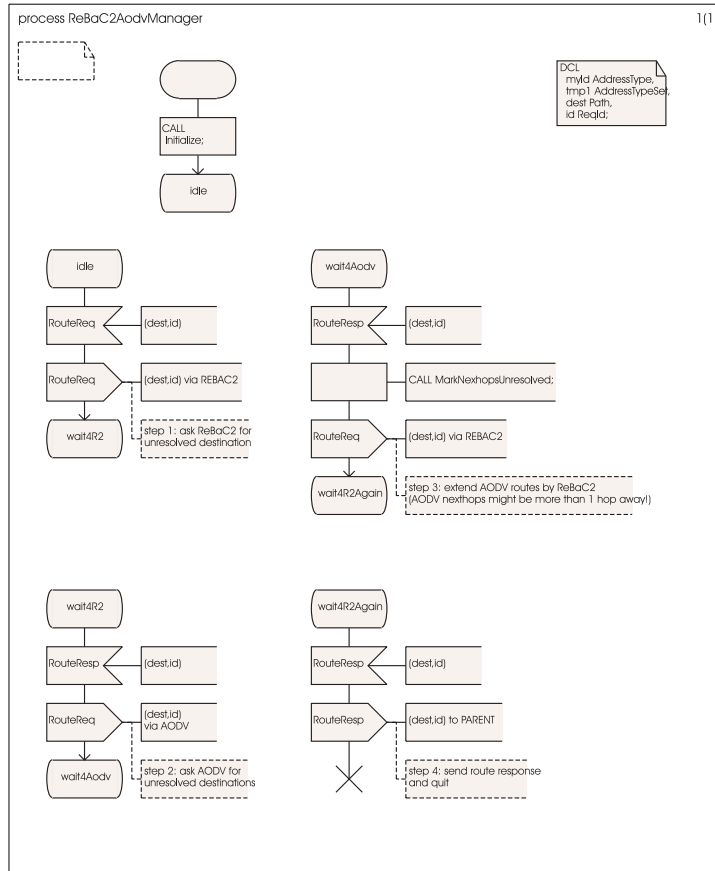 process ReBaC2AodvManager
1(1
DCL
myId AddressType,
tmp1 AddressTypeSet,
dest Path,
id ReqId;
CALL
Initialize;
idle
idle
RouteReq
(dest,id)
RouteReq
(dest,id) via REBAC2
wait4R2
step 1: ask ReBaC2 for
unresolved destination
wait4Aodv
RouteResp
(dest,id)
CALL MarkNexhopsUnresolved;
RouteReq
(dest,id) via REBAC2
wait4R2Again
step 3: extend AODV routes by ReBaC2
(AODV nexthops might be more than 1 hop away!)
wait4R2
RouteResp
(dest,id)
RouteReq
(dest,id)
via AODV
wait4Aodv
step 2: ask AODV for
unresolved destinations
wait4R2Again
RouteResp
(dest,id)
RouteResp
(dest,id) to PARENT
step 4: send route response
and quit